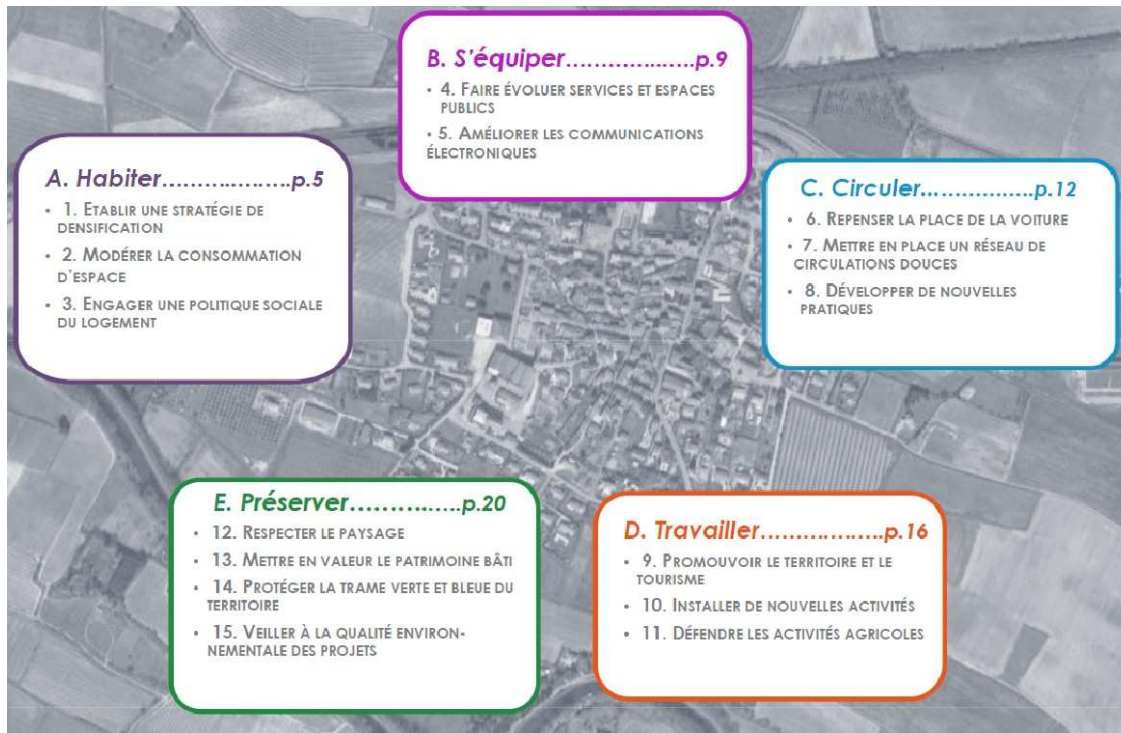 A. Habiter...................p.5
• 1. ETABLIR UNE STRATÉGIE DE
DENSIFICATION
• 2. MODÉRER LA CONSOMMATION
D'ESPACE
• 3. ENGAGER UNE POLITIQUE SOCIALE
DU LOGEMENT
B. S'équiper...................p.9
• 4. FAIRE ÉVOLUER SERVICES ET ESPACES
PUBLICS
• 5. AMÉLIORER LES COMMUNICATIONS
ÉLECTRONIQUES
C. Circuler..................p.12
• 6. REPENSER LA PLACE DE LA VOITURE
• 7. METTRE EN PLACE UN RÉSEAU DE
CIRCULATIONS DOUCES
• 8. DÉVELOPPER DE NOUVELLES
PRATIQUES
D. Travailler..................p.16
• 9. PROMOUVOIR LE TERRITOIRE ET LE
TOURISME
• 10. INSTALLER DE NOUVELLES ACTIVITÉS
• 11. DÉFENDRE LES ACTIVITÉS AGRICOLES
E. Préserver................p.20
• 12. RESPECTER LE PAYSAGE
• 13. METTRE EN VALEUR LE PATRIMOINE BÂTI
• 14. PROTÉGER LA TRAME VERTE ET BLEUE DU
TERRITOIRE
• 15. VEILLER À LA QUALITÉ ENVIRON-
NEMENTALE DES PROJETS